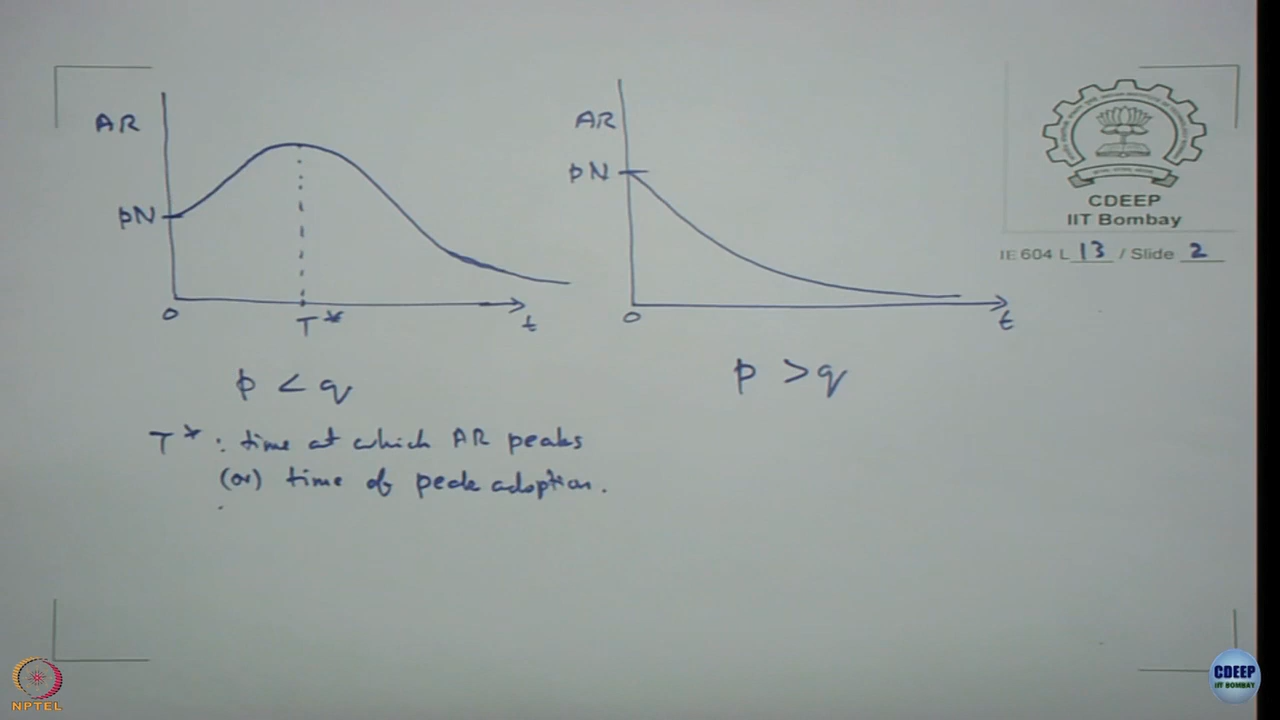 AR
pN
0
T*
t
p < q
T* : time at which AR peaks
(or) time of peak adoption.
AR
pN
0
t
p > q
CDEEP
IIT Bombay
IE 604 L 13 / Slide 2
NPTEL
CDEEP
IIT BOMBAY